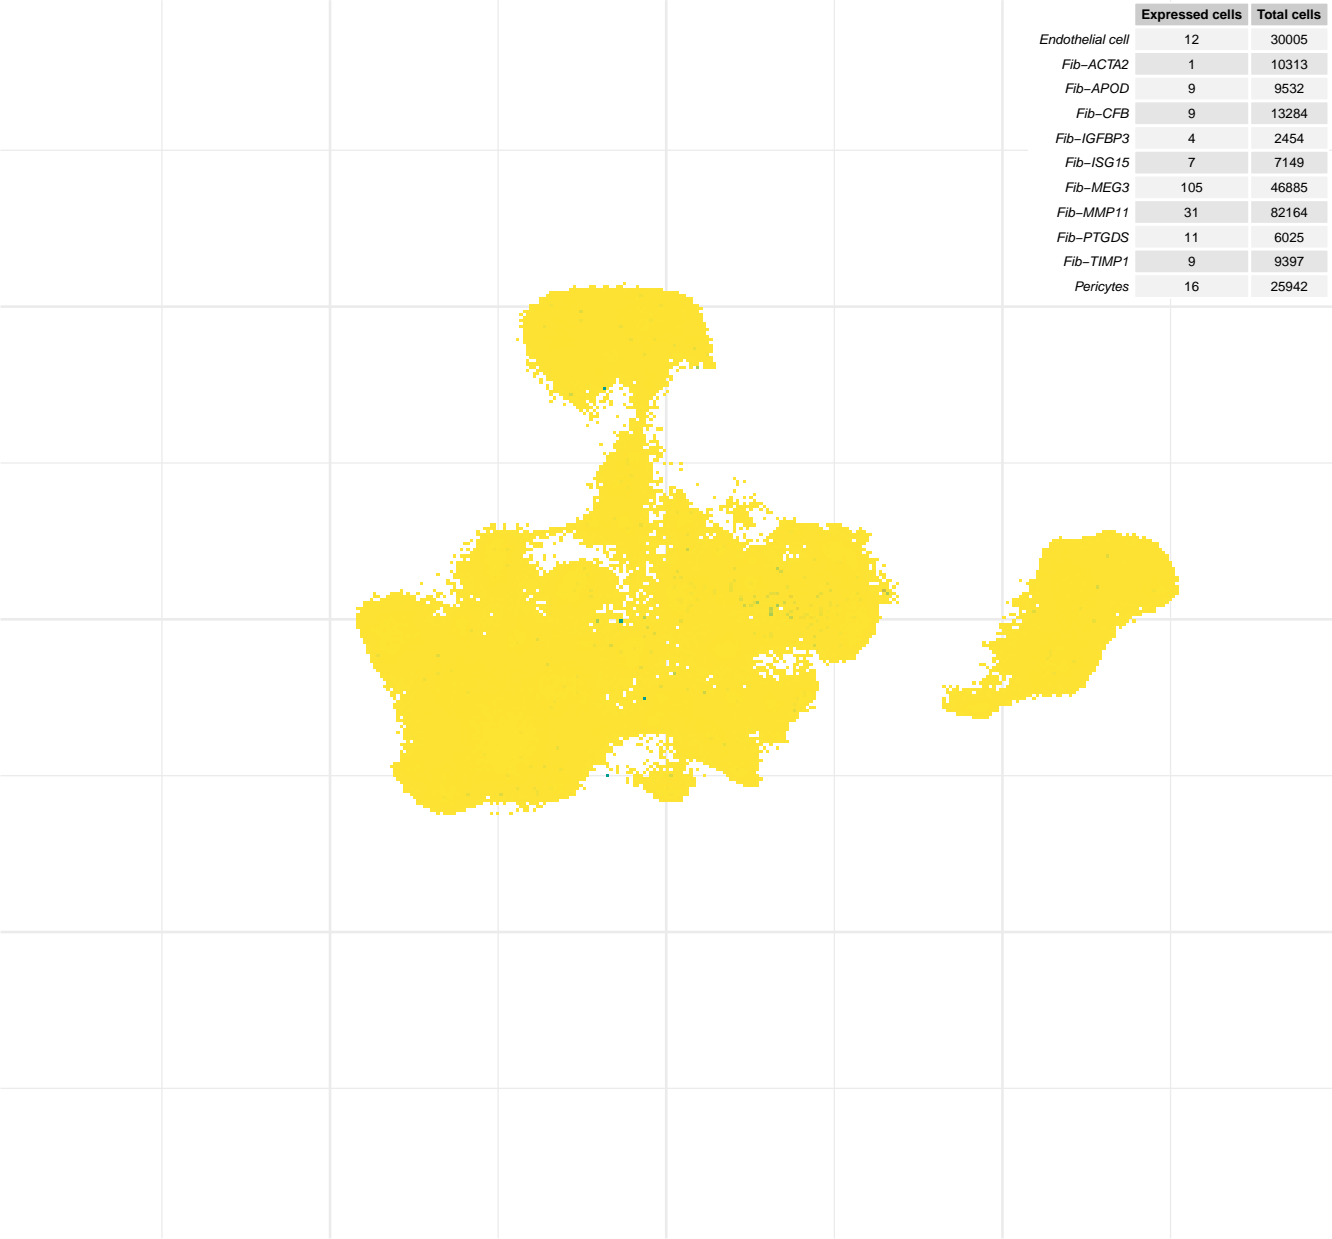 Expressed cells Total cells
Endothelial cell 12 30005
Fib−ACTA2 1 10313
Fib−APOD 9 9532
Fib−CFB 9 13284
Fib−IGFBP3 4 2454
Fib−ISG15 7 7149
Fib−MEG3 105 46885
Fib−MMP11 31 82164
Fib−PTGDS 11 6025
Fib−TIMP1 9 9397
Pericytes 16 25942